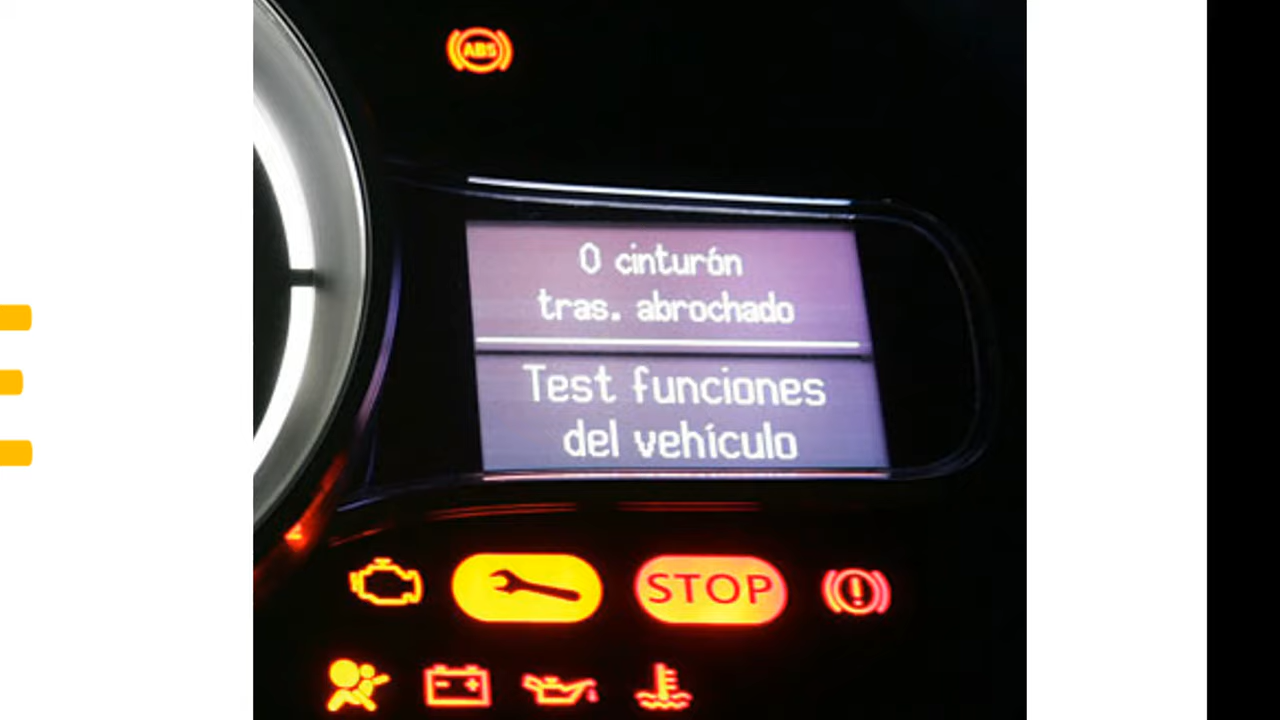 ABS
0 cinturón
tras. abrochado
Test funciones
del vehículo
STOP